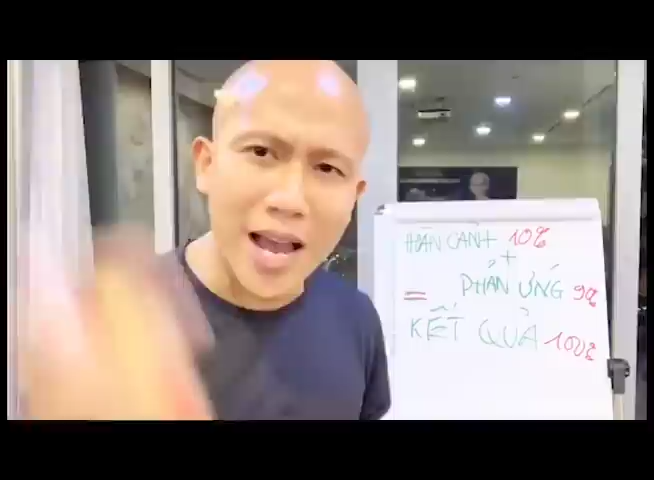 HOÀN CẢNH 10%
+
PHẢN ỨNG 90%
=
KẾT QUẢ 100%